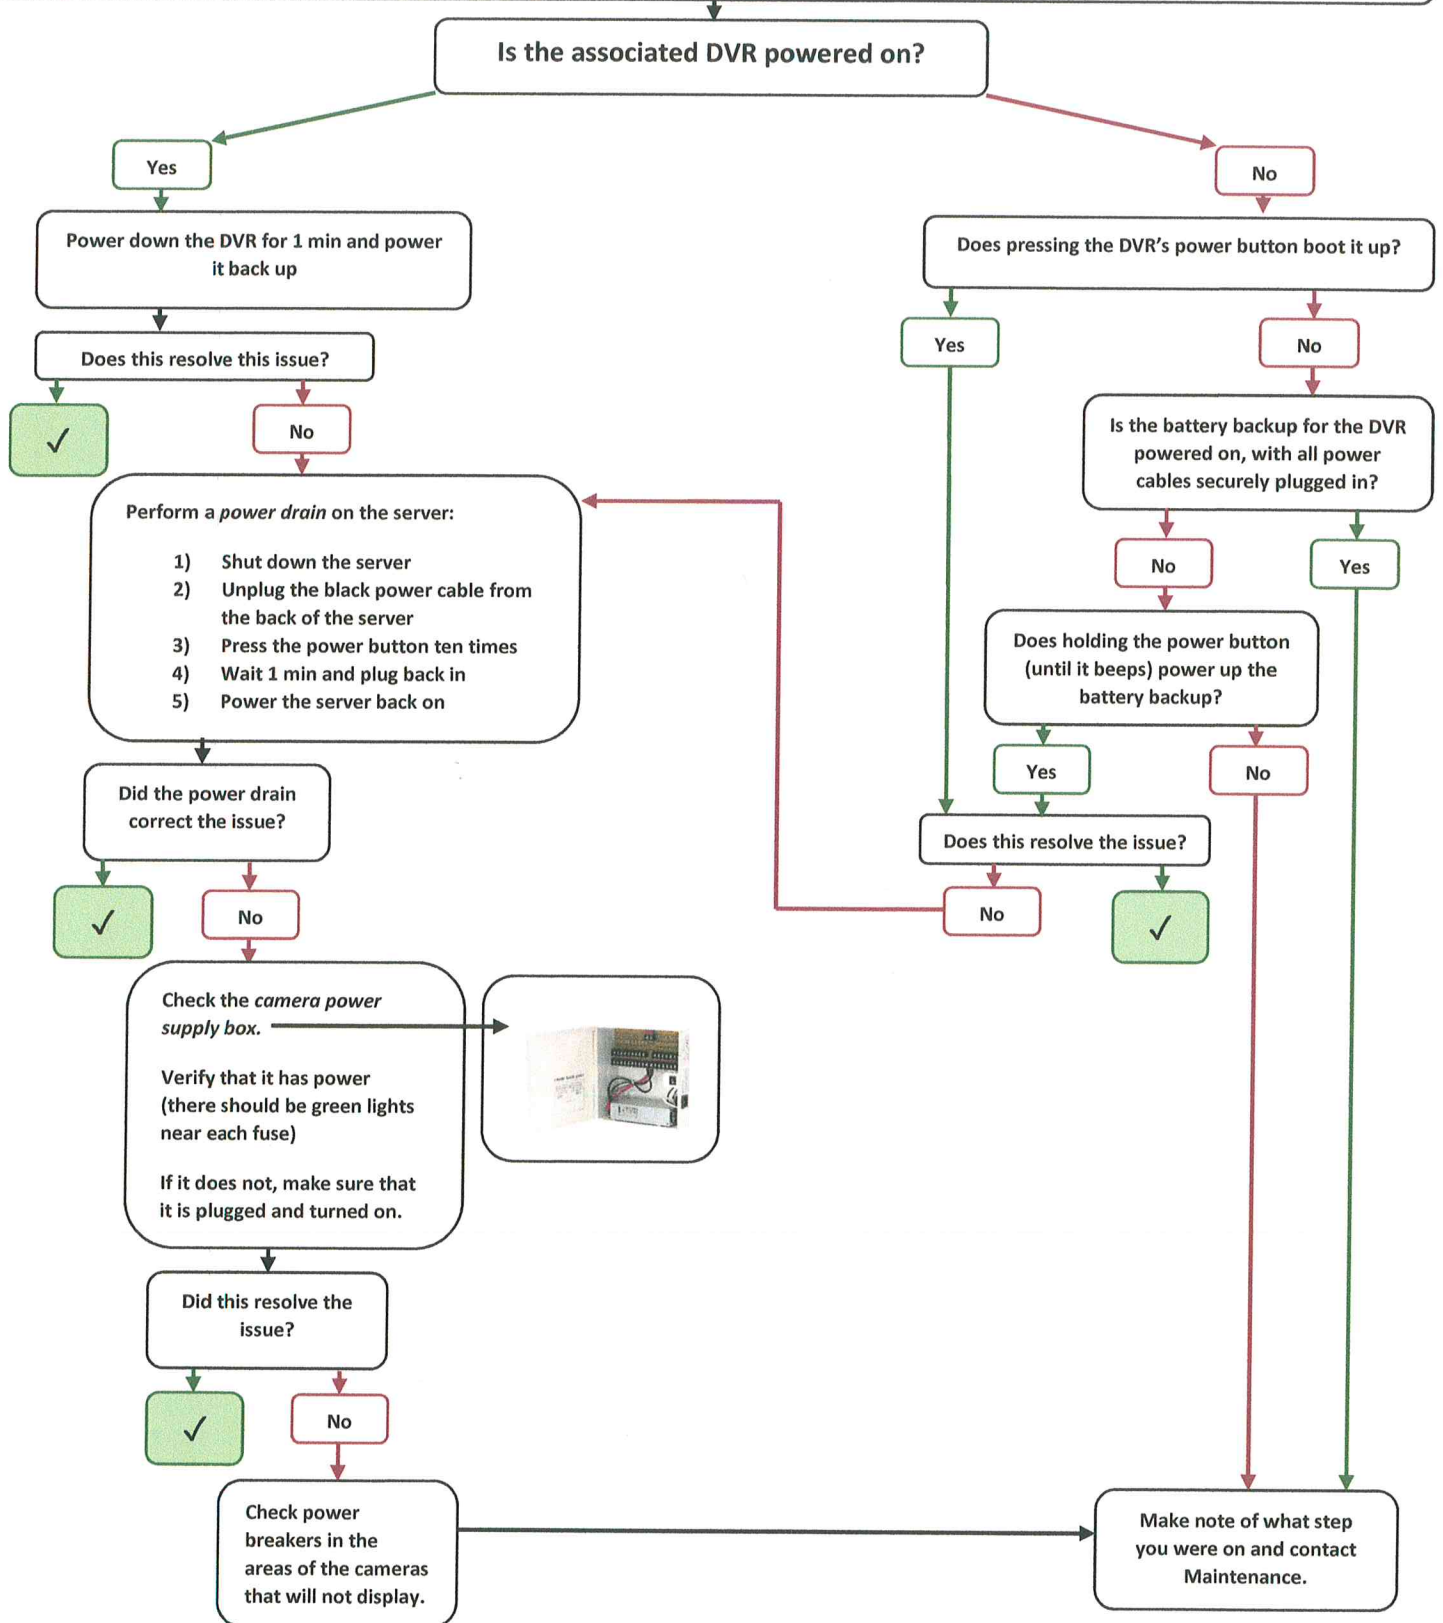 Is the associated DVR powered on?
Yes
No
Power down the DVR for 1 min and power
it back up
Does pressing the DVR's power button boot it up?
Does this resolve this issue?
Yes
No
✓
No
Is the battery backup for the DVR
powered on, with all power
cables securely plugged in?
Perform a power drain on the server:
1) Shut down the server
2) Unplug the black power cable from
the back of the server
3) Press the power button ten times
4) Wait 1 min and plug back in
5) Power the server back on
No
Yes
Does holding the power button
(until it beeps) power up the
battery backup?
Yes
No
Did the power drain
correct the issue?
Does this resolve the issue?
✓
No
No
✓
Check the camera power
supply box.
Verify that it has power
(there should be green lights
near each fuse)
If it does not, make sure that
it is plugged and turned on.
Did this resolve the
issue?
✓
No
Check power
breakers in the
areas of the cameras
that will not display.
Make note of what step
you were on and contact
Maintenance.